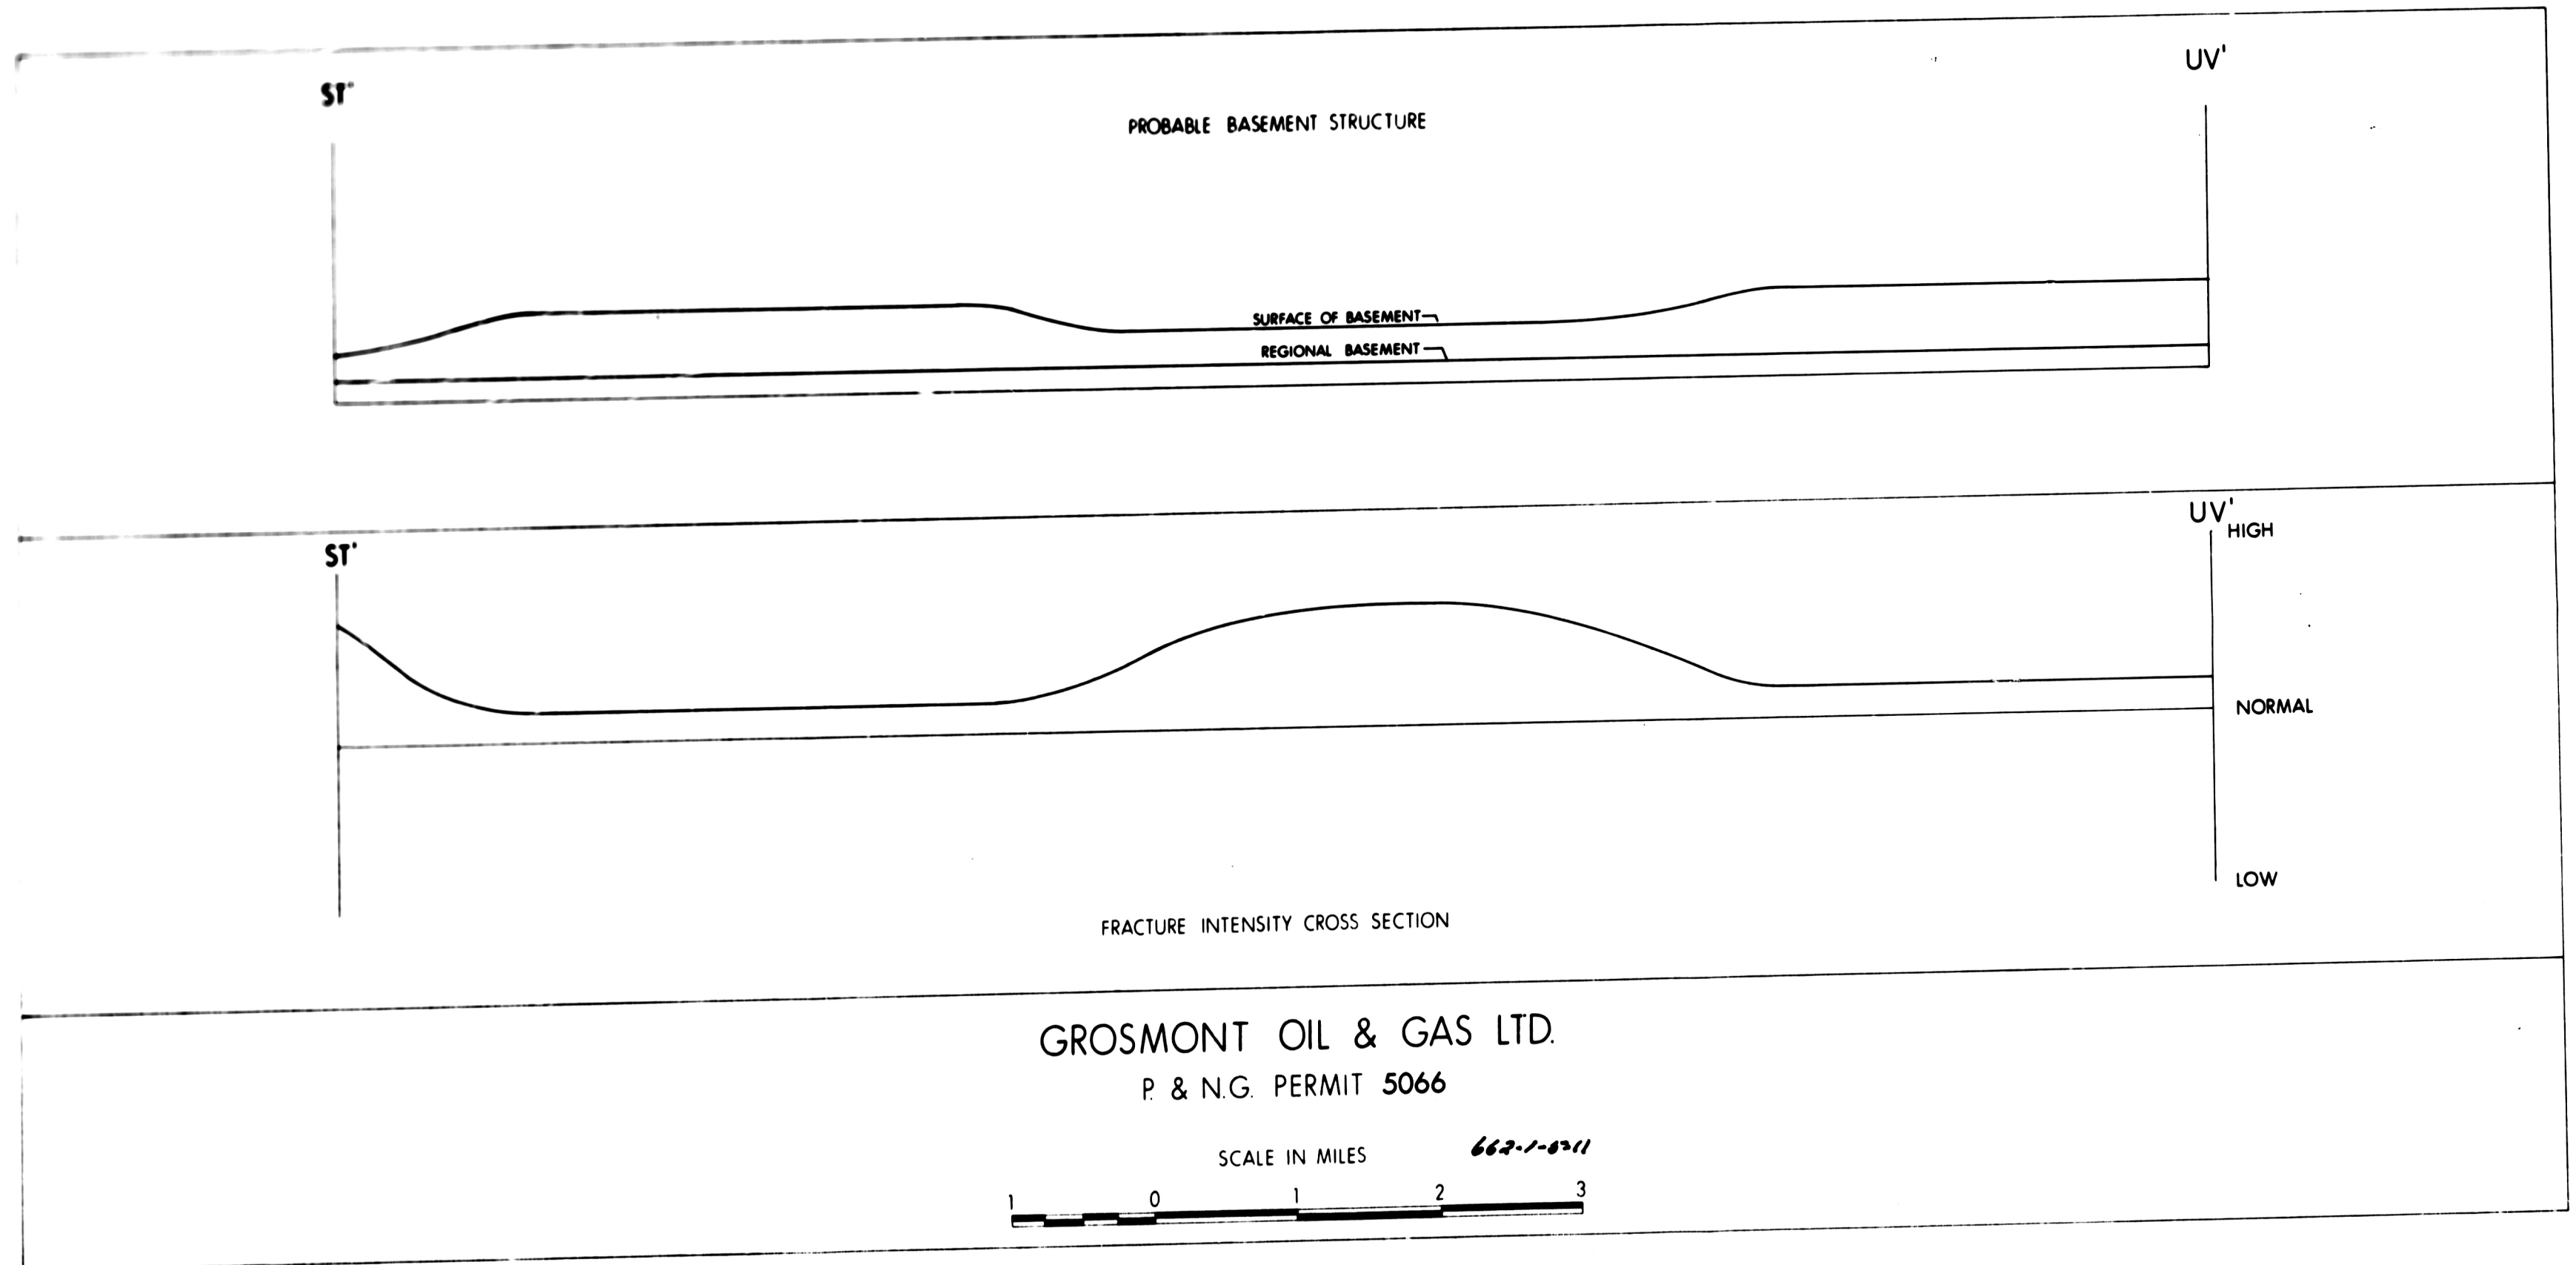 ST'
UV'
PROBABLE BASEMENT STRUCTURE
SURFACE OF BASEMENT
REGIONAL BASEMENT
ST'
UV'
HIGH
NORMAL
LOW
FRACTURE INTENSITY CROSS SECTION
GROSMONT OIL & GAS LTD.
P. & N.G. PERMIT 5066
SCALE IN MILES
1 0 1 2 3